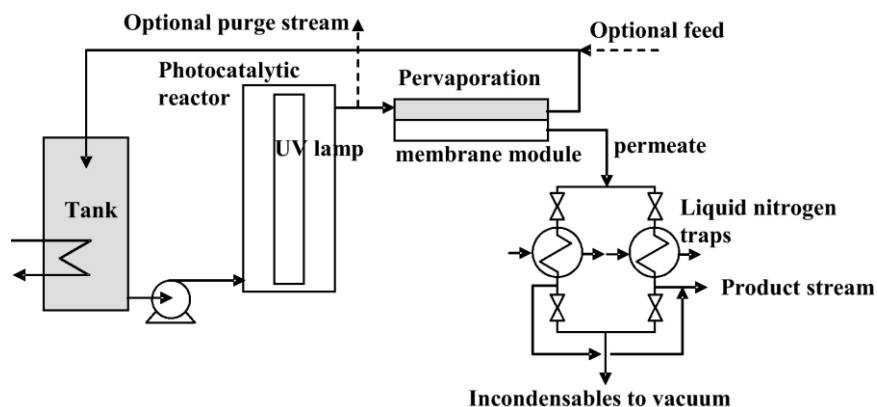 Optional purge stream
Optional feed
Photocatalytic
reactor
Pervaporation
UV lamp
membrane module
permeate
Tank
Liquid nitrogen
traps
Product stream
Incondensables to vacuum